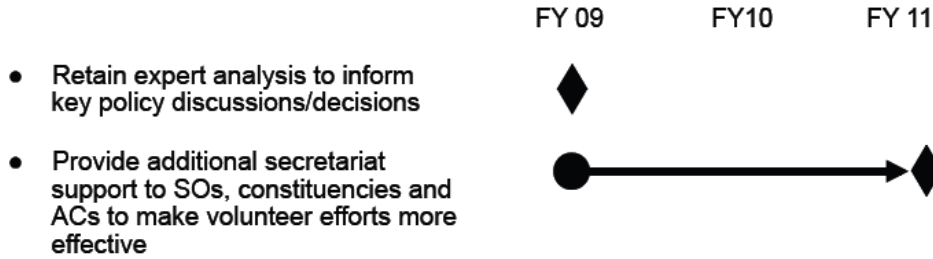 FY 09 FY10 FY 11
● Retain expert analysis to inform
key policy discussions/decisions
● Provide additional secretariat
support to SOs, constituencies and
ACs to make volunteer efforts more
effective